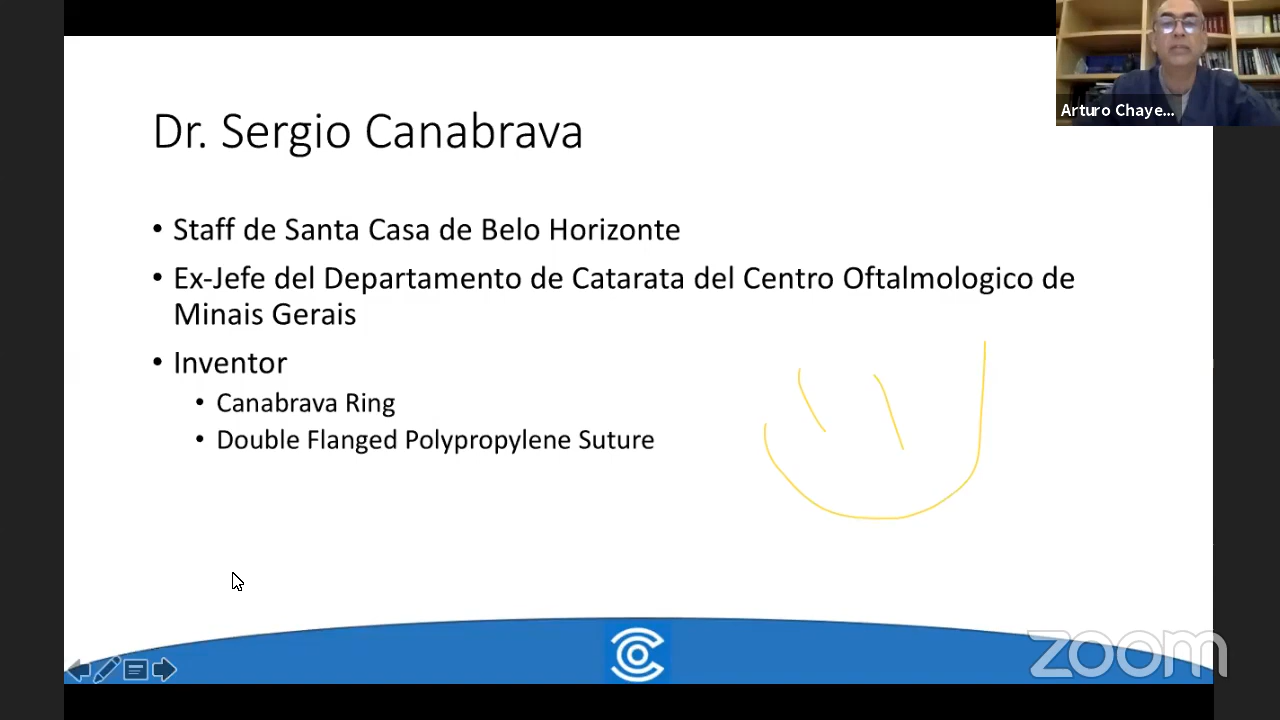 Arturo Chaye...
Dr. Sergio Canabrava
• Staff de Santa Casa de Belo Horizonte
• Ex-Jefe del Departamento de Catarata del Centro Oftalmologico de
Minais Gerais
• Inventor
• Canabrava Ring
• Double Flanged Polypropylene Suture
zoom